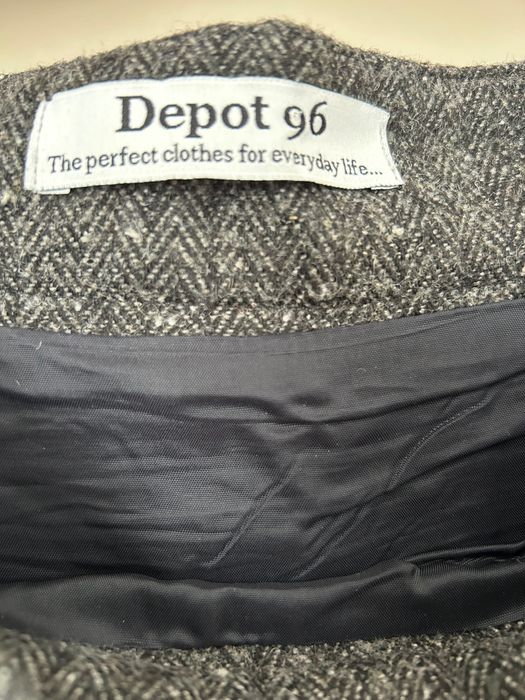 Depot 96
The perfect clothes for everyday life...